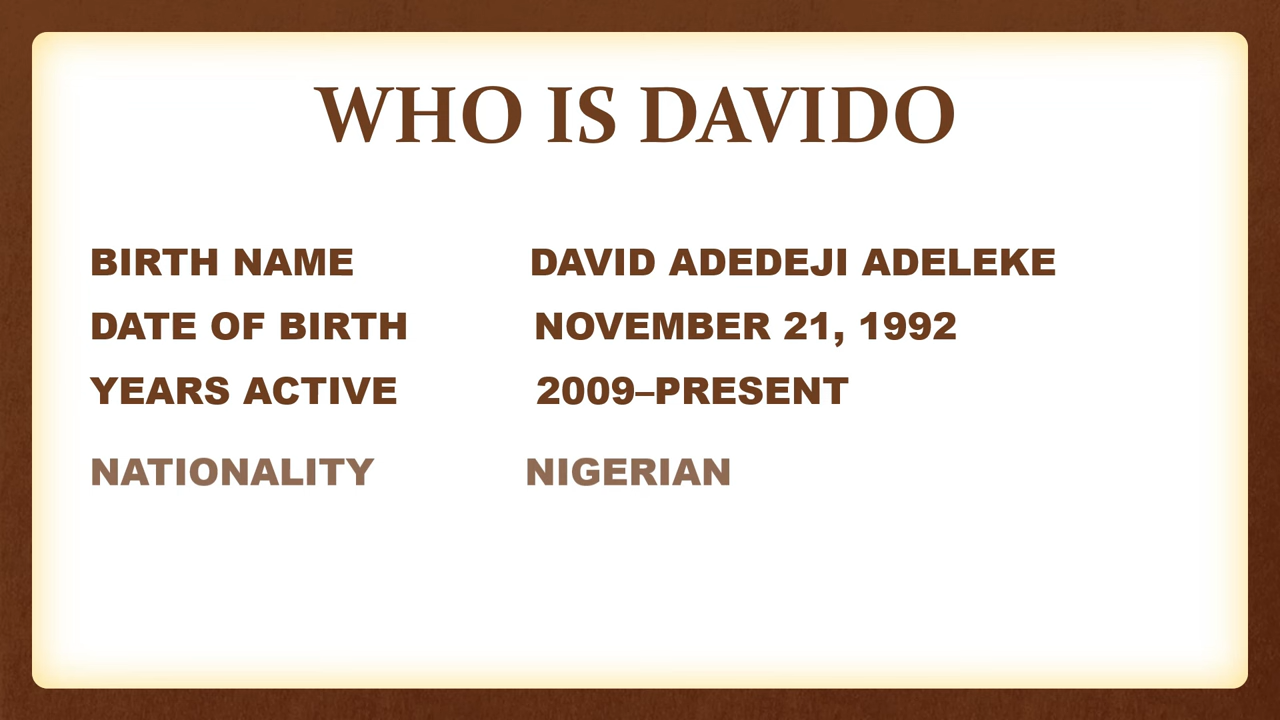 WHO IS DAVIDO
BIRTH NAME DAVID ADEDEJI ADELEKE
DATE OF BIRTH NOVEMBER 21, 1992
YEARS ACTIVE 2009–PRESENT
NATIONALITY NIGERIAN